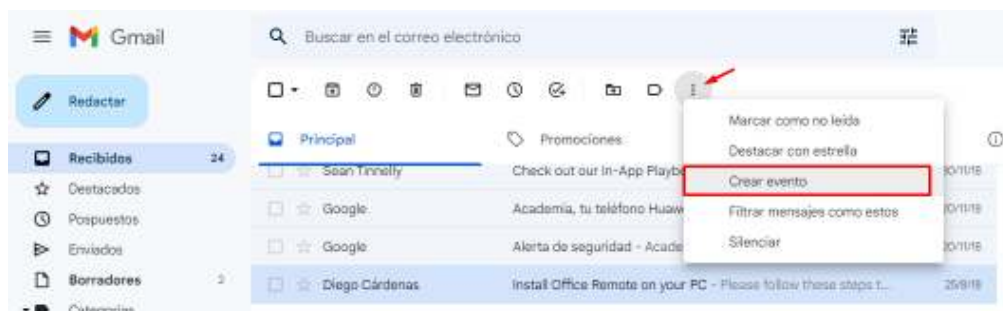 Gmail
Buscar en el correo electrónico
Redactar
Marcar como no leída
Principal
Promociones
Destacar con estrella
Recibidos 24
Sean Tinnelly Check out our In-App Playb
Crear evento
Destacados
Google Academia, tu teléfono Huaw
Filtrar mensajes como estos
Pospuestos
Enviados
Google Alerta de seguridad - Acade
Silenciar
Borradores
Diego Cárdenas Install Office Remote on your PC - Please follow these steps t...
Categorías